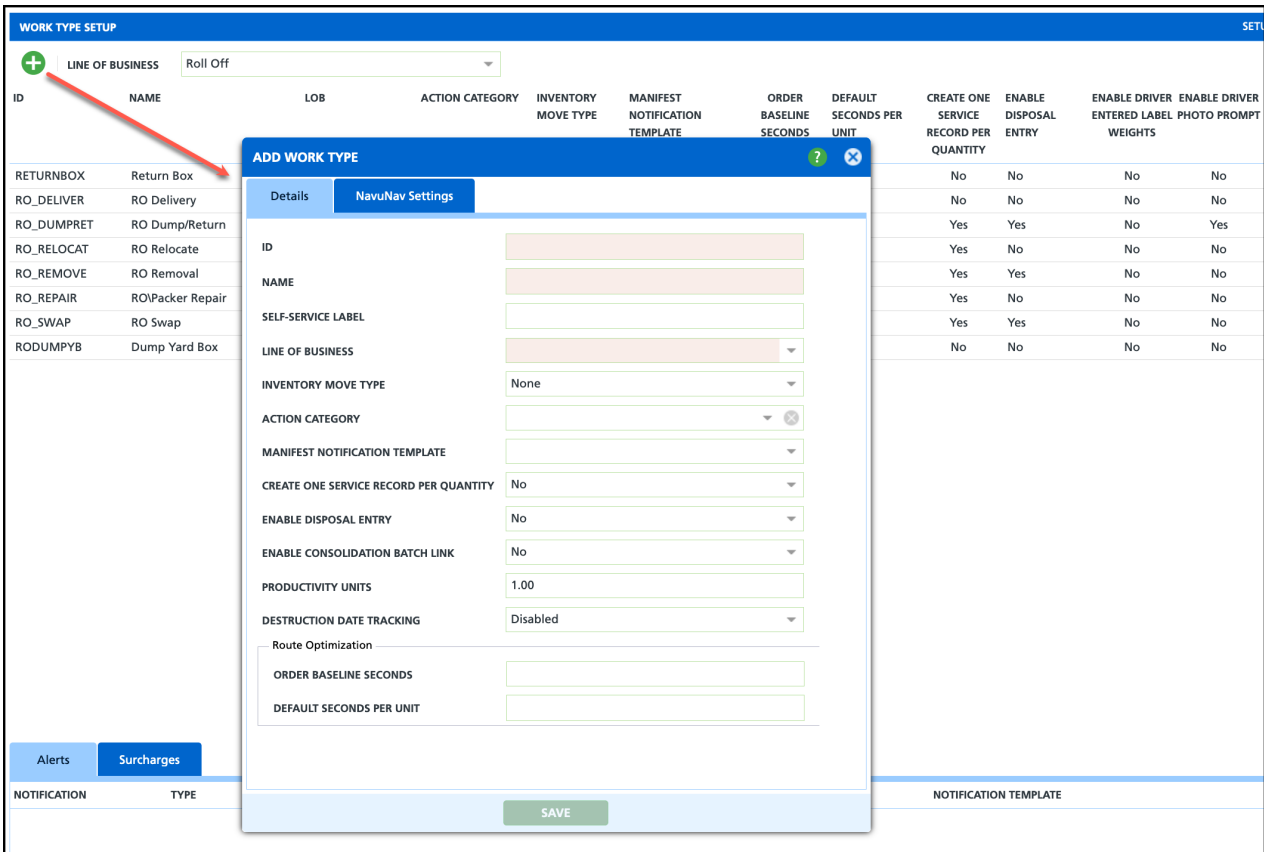 WORK TYPE SETUP
SETU
LINE OF BUSINESS Roll Off
ID NAME LOB ACTION CATEGORY INVENTORY MANIFEST ORDER DEFAULT CREATE ONE ENABLE ENABLE DRIVER ENABLE DRIVER
MOVE TYPE NOTIFICATION BASELINE SECONDS PER SERVICE DISPOSAL ENTERED LABEL PHOTO PROMPT
TEMPLATE SECONDS UNIT RECORD PER ENTRY WEIGHTS
QUANTITY
RETURNBOX Return Box No No No No
RO_DELIVER RO Delivery No No No No
RO_DUMPRET RO Dump/Return Yes Yes No Yes
RO_RELOCAT RO Relocate Yes No No No
RO_REMOVE RO Removal Yes Yes No No
RO_REPAIR RO\Packer Repair Yes No No No
RO_SWAP RO Swap Yes Yes No No
RODUMPYB Dump Yard Box No No No No
ADD WORK TYPE ?
Details NavuNav Settings
ID
NAME
SELF-SERVICE LABEL
LINE OF BUSINESS
INVENTORY MOVE TYPE None
ACTION CATEGORY
MANIFEST NOTIFICATION TEMPLATE
CREATE ONE SERVICE RECORD PER QUANTITY No
ENABLE DISPOSAL ENTRY No
ENABLE CONSOLIDATION BATCH LINK No
PRODUCTIVITY UNITS 1.00
DESTRUCTION DATE TRACKING Disabled
Route Optimization
ORDER BASELINE SECONDS
DEFAULT SECONDS PER UNIT
SAVE
Alerts Surcharges
NOTIFICATION TYPE NOTIFICATION TEMPLATE